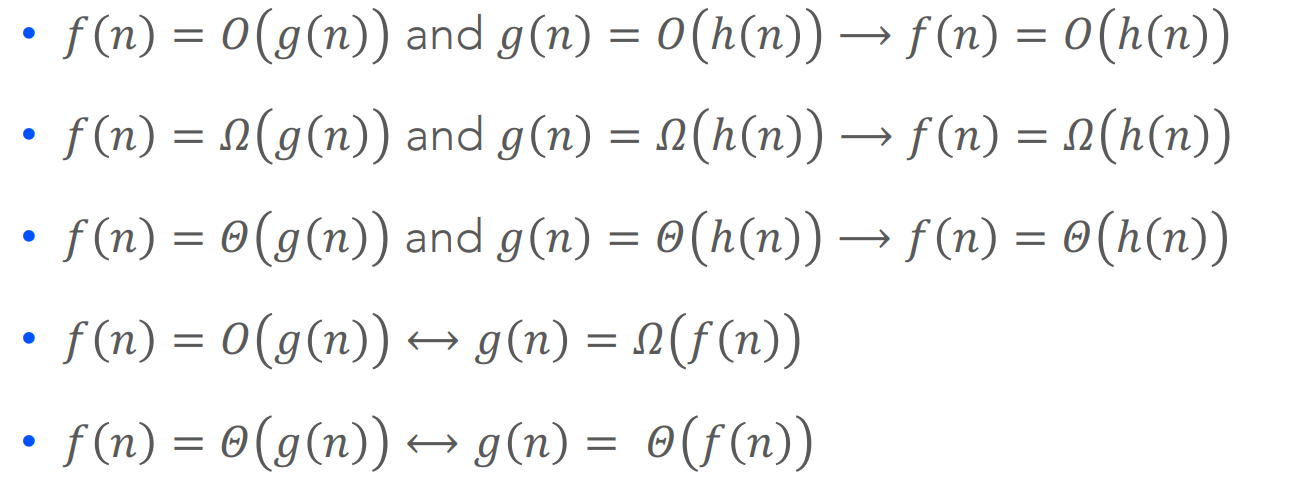 • f(n) = O(g(n)) and g(n) = O(h(n)) ⟶ f(n) = O(h(n))
• f(n) = Ω(g(n)) and g(n) = Ω(h(n)) ⟶ f(n) = Ω(h(n))
• f(n) = Θ(g(n)) and g(n) = Θ(h(n)) ⟶ f(n) = Θ(h(n))
• f(n) = O(g(n)) ⟷ g(n) = Ω(f(n))
• f(n) = Θ(g(n)) ⟷ g(n) = Θ(f(n))